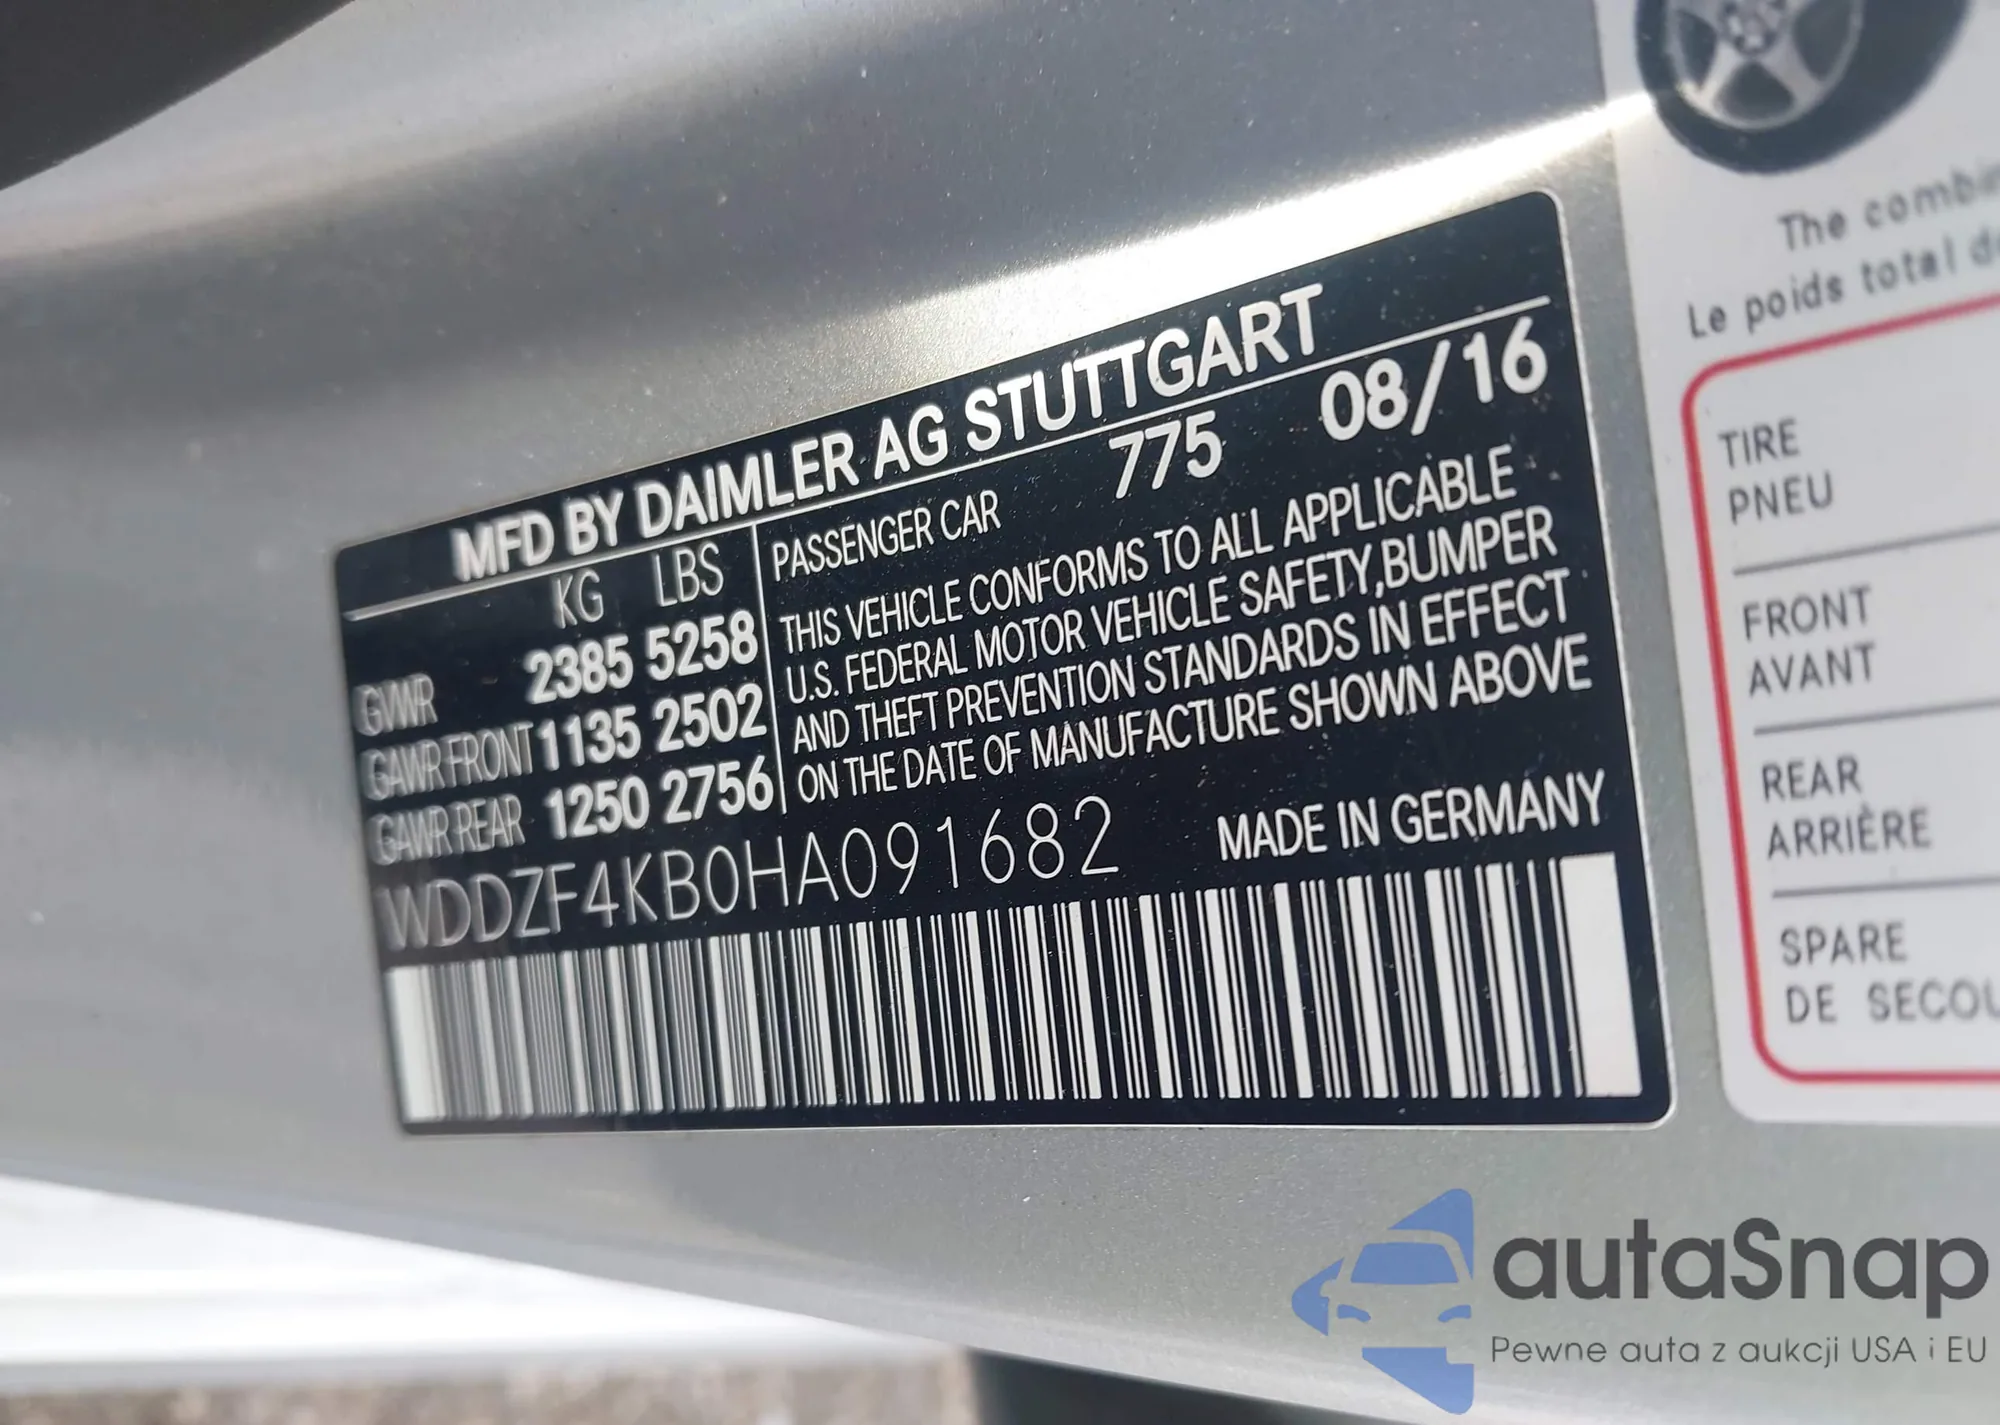 MFD BY DAIMLER AG STUTTGART
KG LBS
GVWR 2385 5258
GAWR FRONT 1135 2502
GAWR REAR 1250 2756
PASSENGER CAR 775 08/16
THIS VEHICLE CONFORMS TO ALL APPLICABLE
U.S. FEDERAL MOTOR VEHICLE SAFETY,BUMPER
AND THEFT PREVENTION STANDARDS IN EFFECT
ON THE DATE OF MANUFACTURE SHOWN ABOVE
WDDZF4KB0HA091682
MADE IN GERMANY
The
Le poids total
TIRE
PNEU
FRONT
AVANT
REAR
ARRIÈRE
SPARE
DE
autaSnap
Pewne auta z aukcji USA i EU